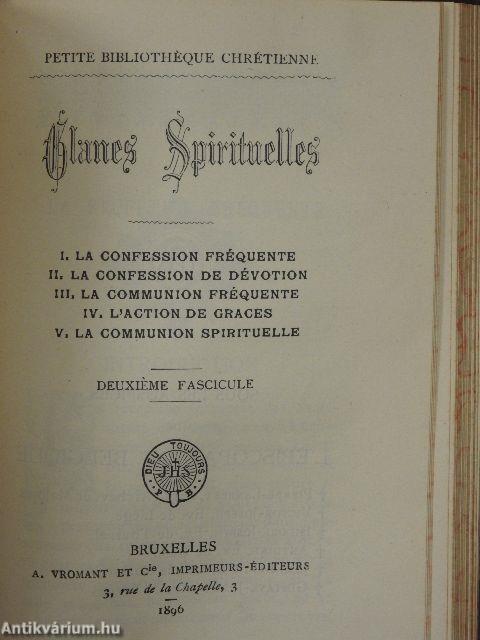 PETITE BIBLIOTHÈQUE CHRÉTIENNE
Glanes Spirituelles
I. LA CONFESSION FRÉQUENTE
II. LA CONFESSION DE DÉVOTION
III. LA COMMUNION FRÉQUENTE
IV. L'ACTION DE GRACES
V. LA COMMUNION SPIRITUELLE
DEUXIÈME FASCICULE
DIEU TOUJOURS
JHS
P B
BRUXELLES
A. VROMANT ET Cie, IMPRIMEURS-ÉDITEURS
3, rue de la Chapelle, 3
1896
Antikvárium.hu